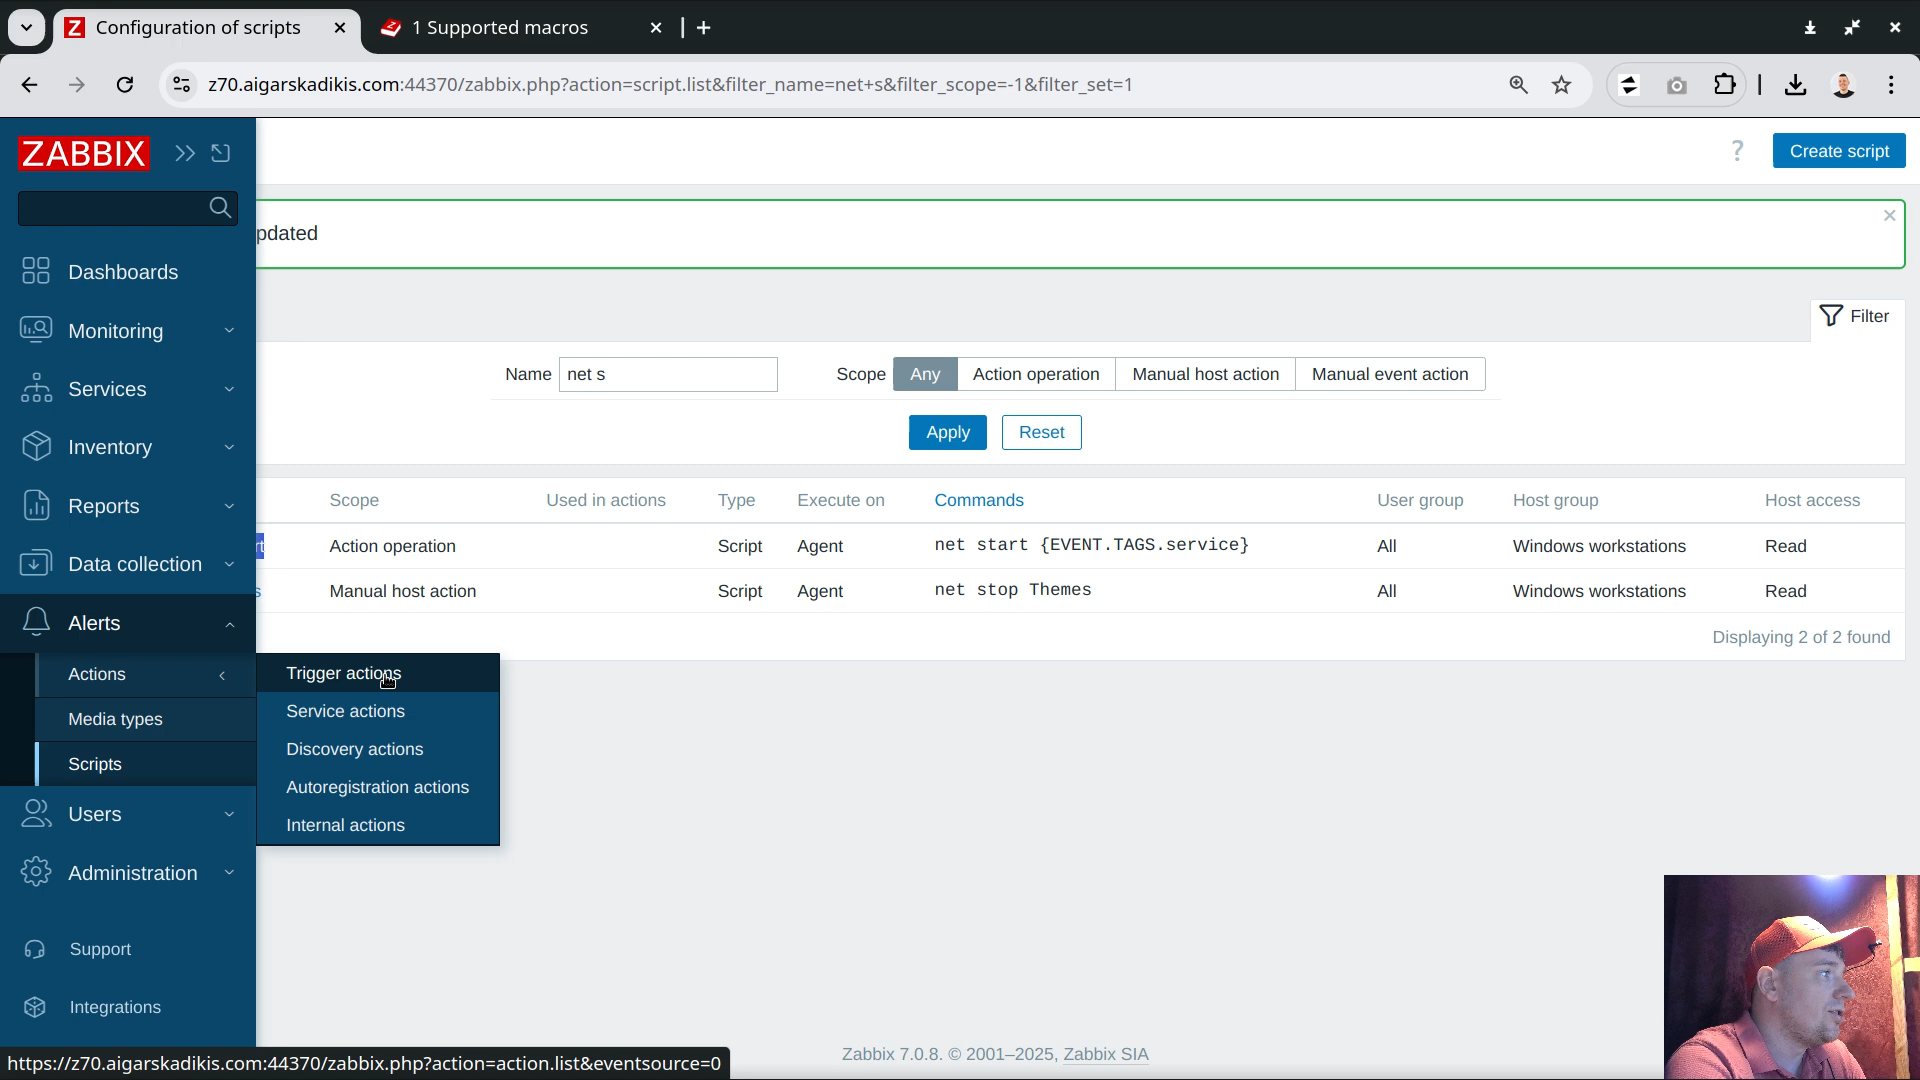 Configuration of scripts
1 Supported macros
z70.aigarskadikis.com:44370/zabbix.php?action=script.list&filter_name=net+s&filter_scope=-1&filter_set=1
ZABBIX
? Create script
pdated
Dashboards
Filter
Monitoring
Name net s Scope Any Action operation Manual host action Manual event action
Services
Apply Reset
Inventory
Scope Used in actions Type Execute on Commands User group Host group Host access
Reports
rt Action operation Script Agent net start {EVENT.TAGS.service} All Windows workstations Read
Data collection
s Manual host action Script Agent net stop Themes All Windows workstations Read
Alerts
Displaying 2 of 2 found
Actions
Trigger actions
Service actions
Media types
Discovery actions
Scripts
Autoregistration actions
Users
Internal actions
Administration
Support
Integrations
Zabbix 7.0.8. © 2001–2025, Zabbix SIA
https://z70.aigarskadikis.com:44370/zabbix.php?action=action.list&eventsource=0